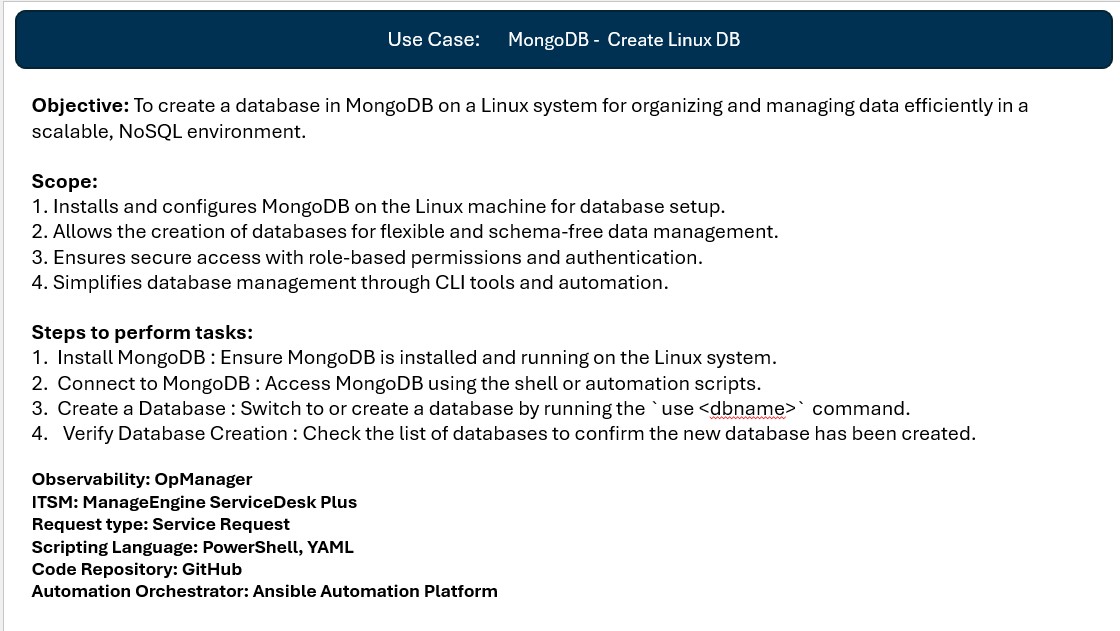 Use Case: MongoDB - Create Linux DB
Objective: To create a database in MongoDB on a Linux system for organizing and managing data efficiently in a
scalable, NoSQL environment.
Scope:
1. Installs and configures MongoDB on the Linux machine for database setup.
2. Allows the creation of databases for flexible and schema-free data management.
3. Ensures secure access with role-based permissions and authentication.
4. Simplifies database management through CLI tools and automation.
Steps to perform tasks:
1. Install MongoDB : Ensure MongoDB is installed and running on the Linux system.
2. Connect to MongoDB : Access MongoDB using the shell or automation scripts.
3. Create a Database : Switch to or create a database by running the `use <dbname>` command.
4. Verify Database Creation : Check the list of databases to confirm the new database has been created.
Observability: OpManager
ITSM: ManageEngine ServiceDesk Plus
Request type: Service Request
Scripting Language: PowerShell, YAML
Code Repository: GitHub
Automation Orchestrator: Ansible Automation Platform